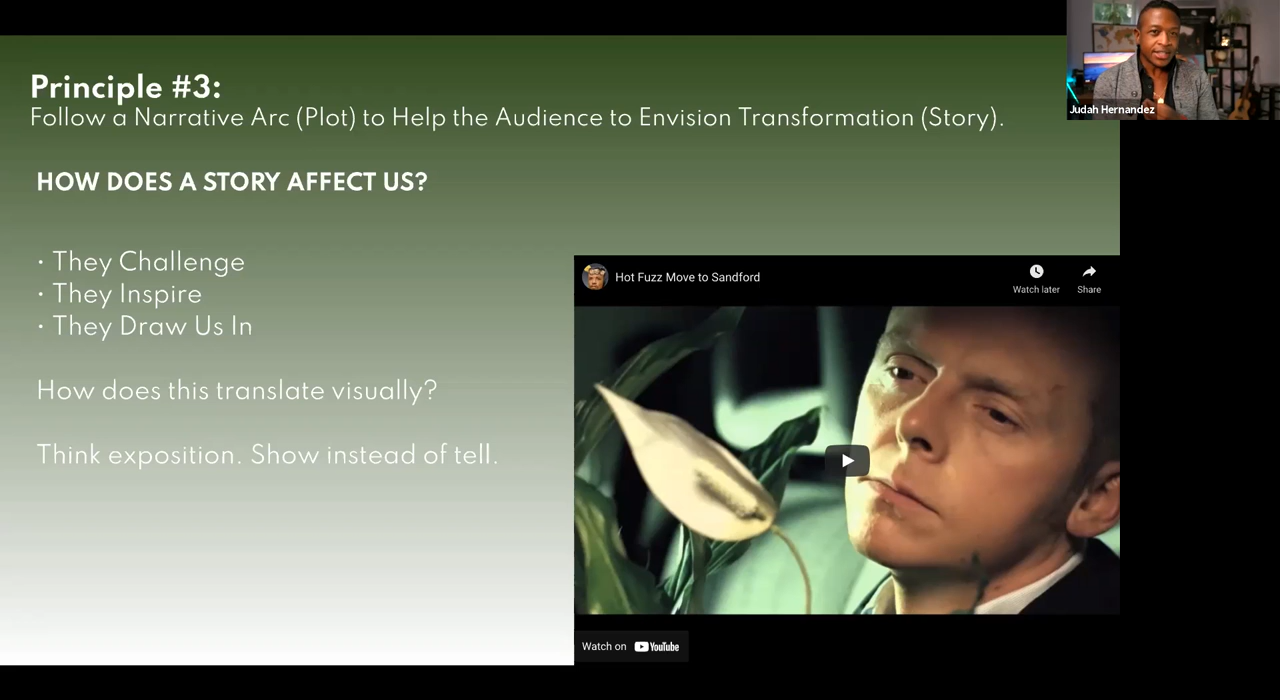 Principle #3:
Follow a Narrative Arc (Plot) to Help the Audience to Envision Transformation (Story).
Judah Hernandez
HOW DOES A STORY AFFECT US?
• They Challenge
• They Inspire
• They Draw Us In
How does this translate visually?
Think exposition. Show instead of tell.
Hot Fuzz Move to Sandford
Watch later
Share
Watch on YouTube